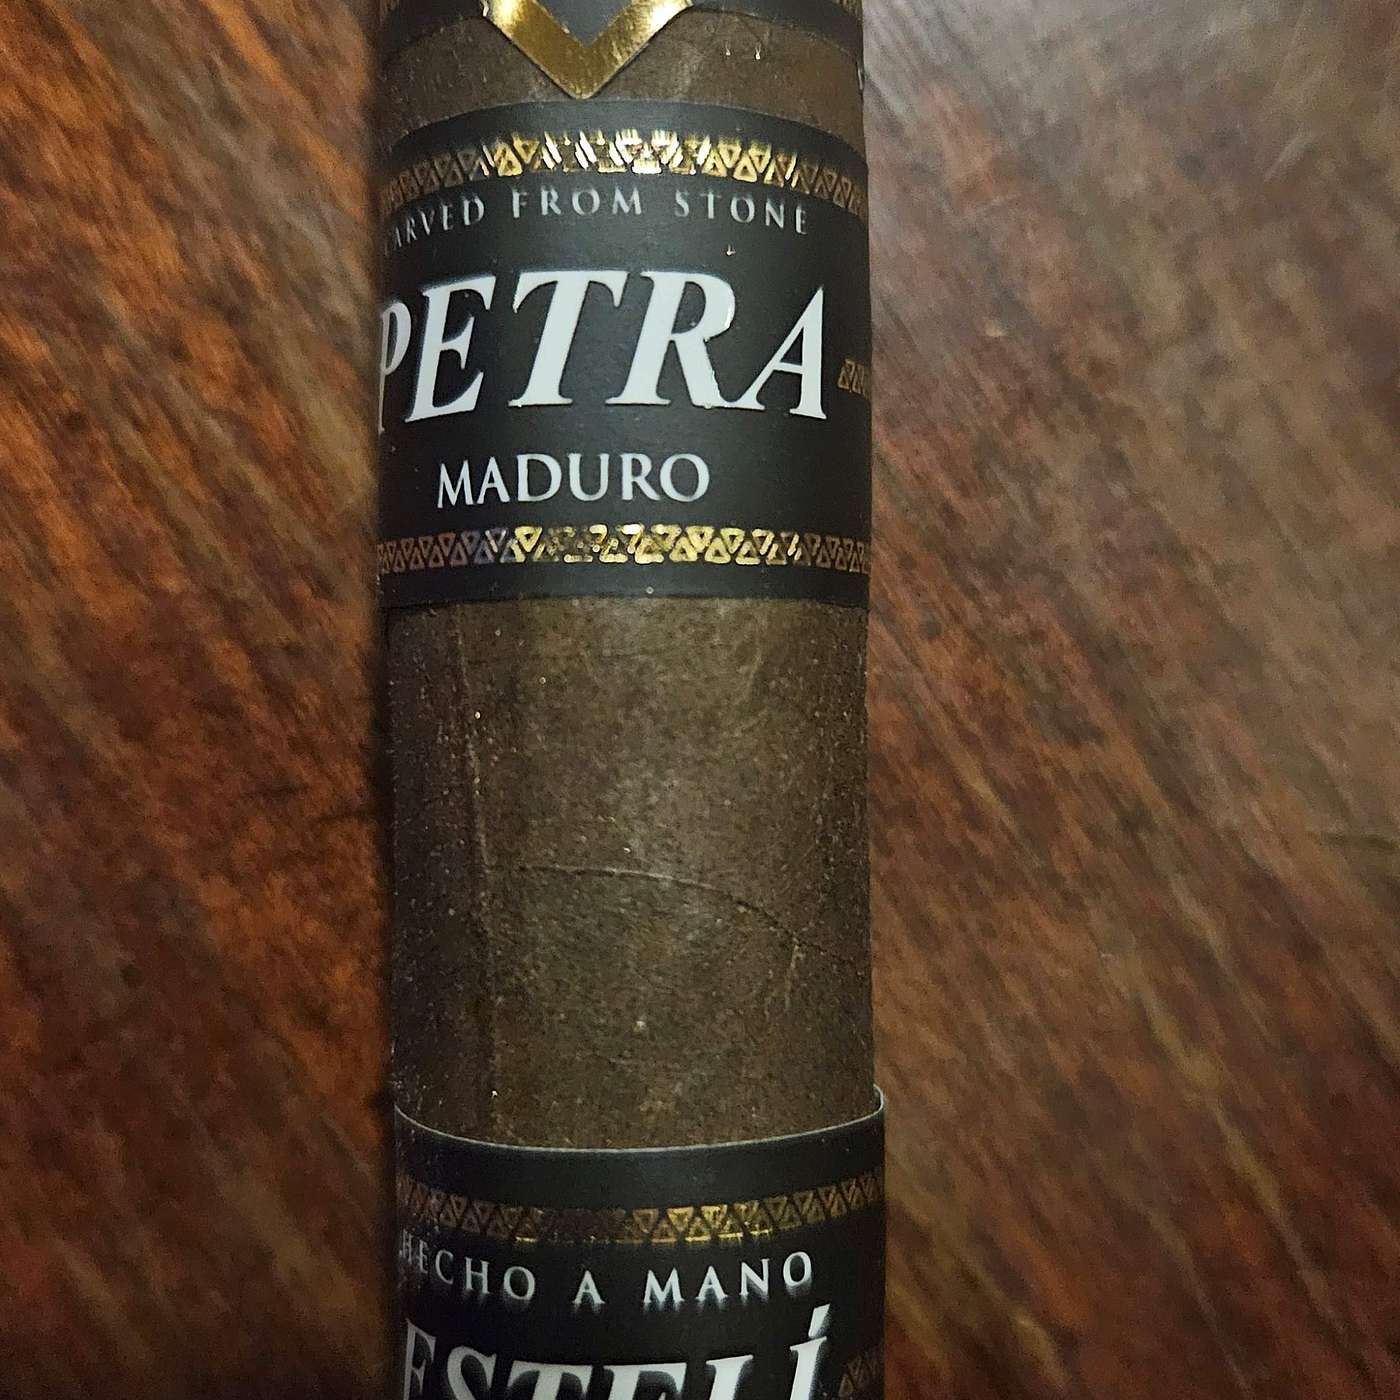 CARVED FROM STONE
PETRA
MADURO
HECHO A MANO
ESTELÍ